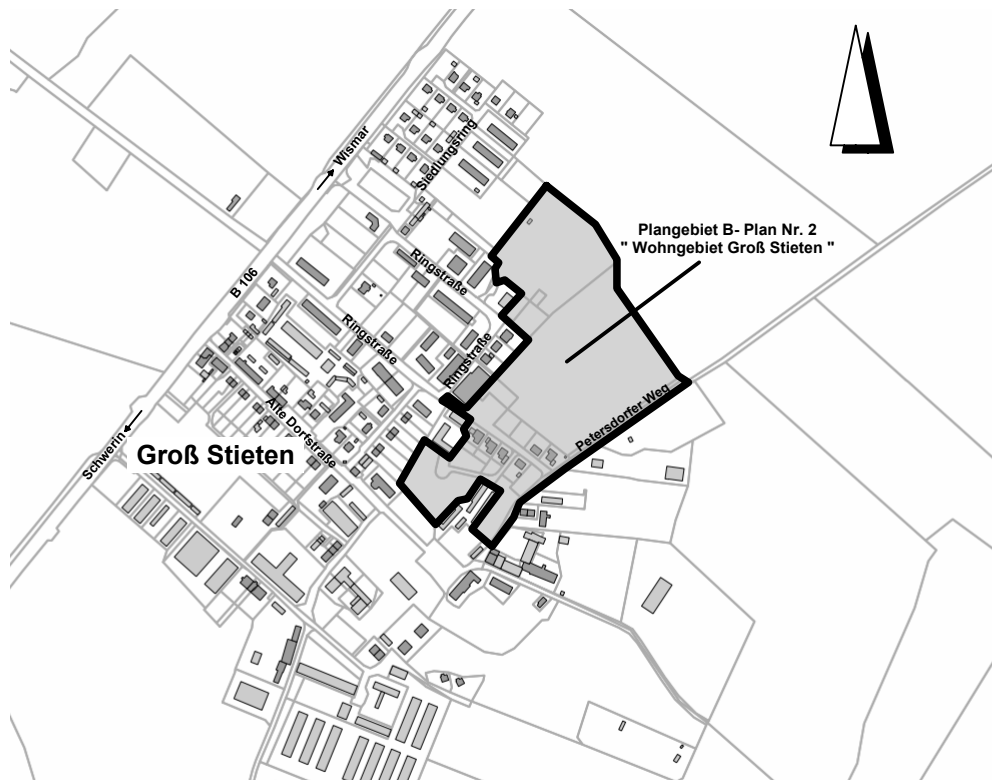 Wismar
Siedlungsring
Plangebiet B- Plan Nr. 2
" Wohngebiet Groß Stieten "
Ringstraße
B 106
Ringstraße
Ringstraße
Petersdorfer Weg
Alte Dorfstraße
Schwerin
Groß Stieten